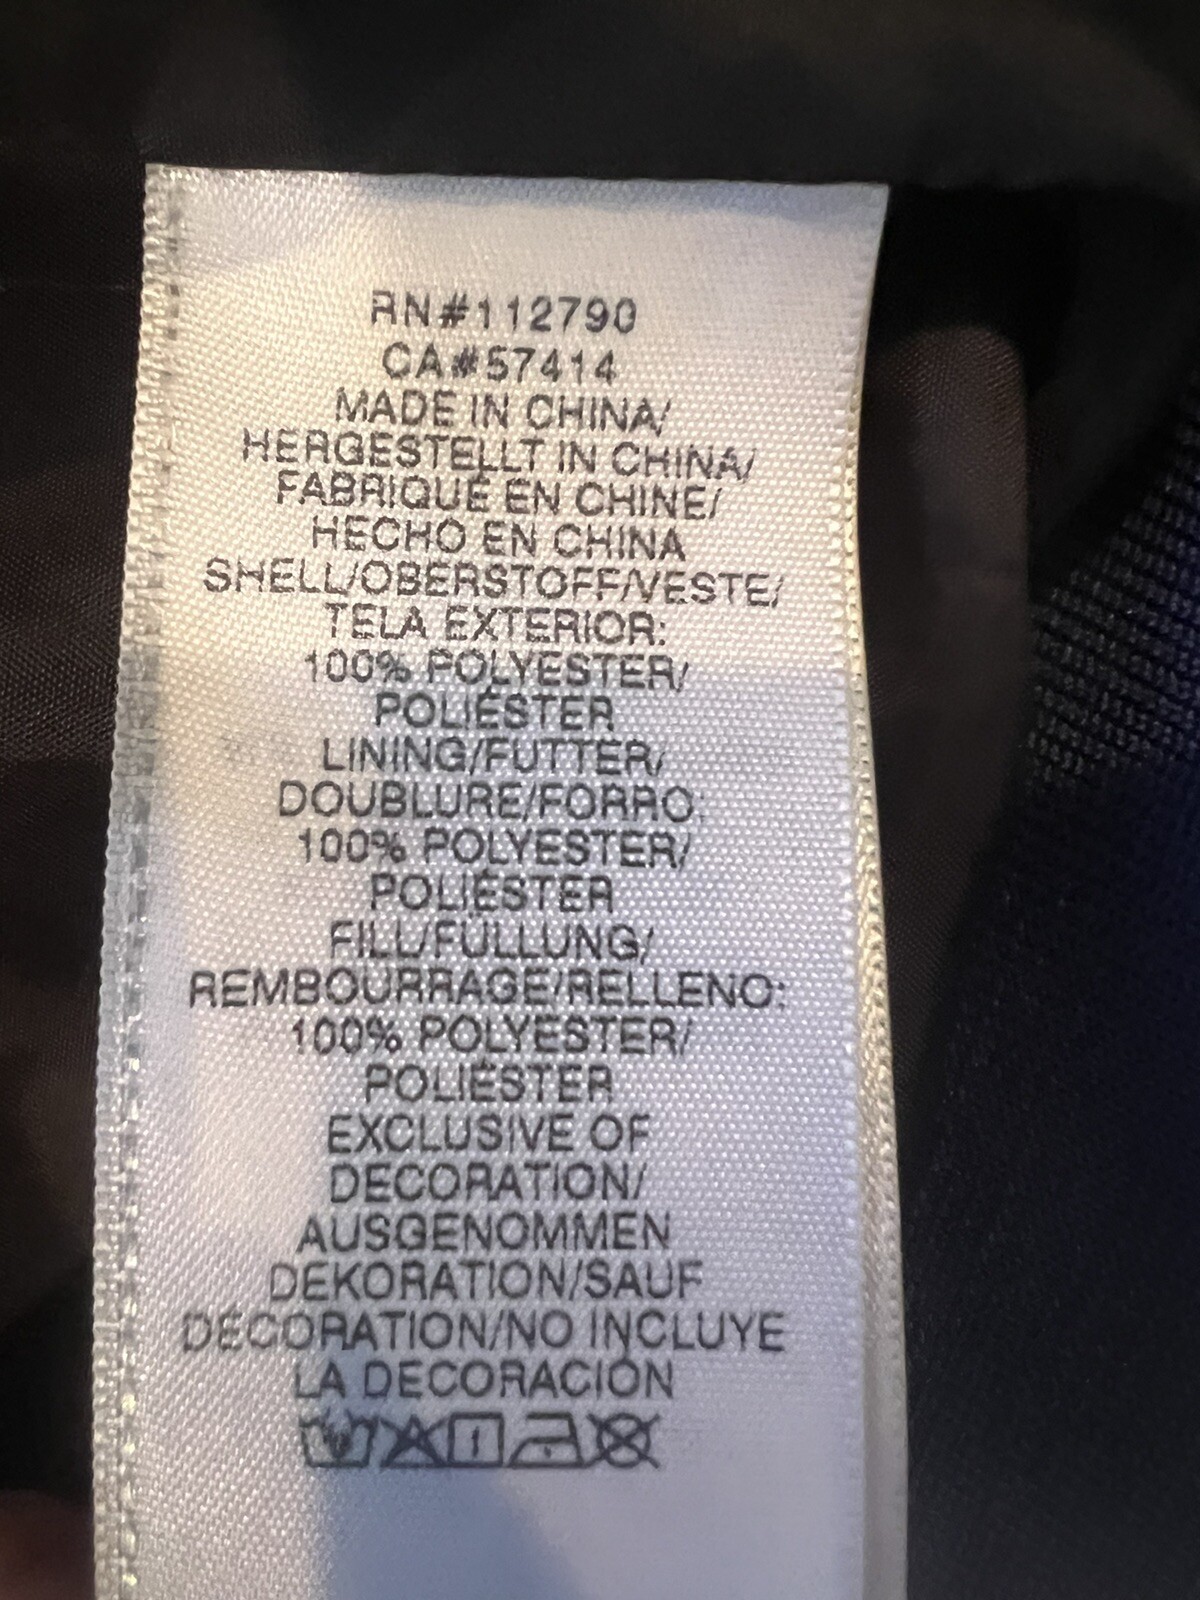 RN#112790
CA#57414
MADE IN CHINA/
HERGESTELLT IN CHINA/
FABRIQUÉ EN CHINE/
HECHO EN CHINA
SHELL/OBERSTOFF/VESTE/
TELA EXTERIOR:
100% POLYESTER/
POLIÉSTER
LINING/FUTTER/
DOUBLURE/FORRO:
100% POLYESTER/
POLIÉSTER
FILL/FÜLLUNG/
REMBOURRAGE/RELLENO:
100% POLYESTER/
POLIÉSTER
EXCLUSIVE OF
DECORATION/
AUSGENOMMEN
DEKORATION/SAUF
DÉCORATION/NO INCLUYE
LA DECORACIÓN